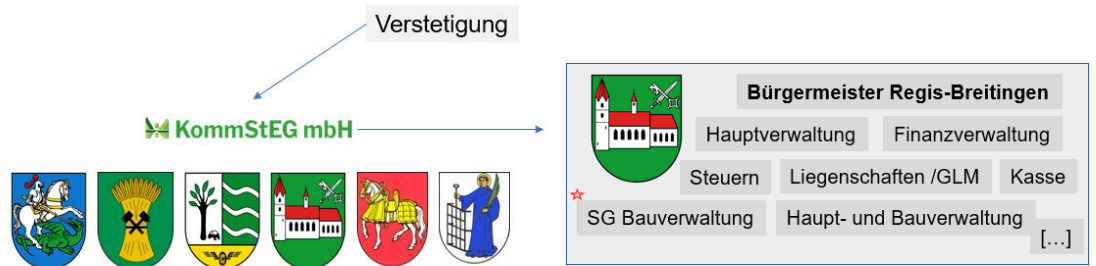 Verstetigung
KommStEG mbH
Bürgermeister Regis-Breitingen
Hauptverwaltung
Finanzverwaltung
Steuern
Liegenschaften /GLM
Kasse
SG Bauverwaltung
Haupt- und Bauverwaltung
[...]